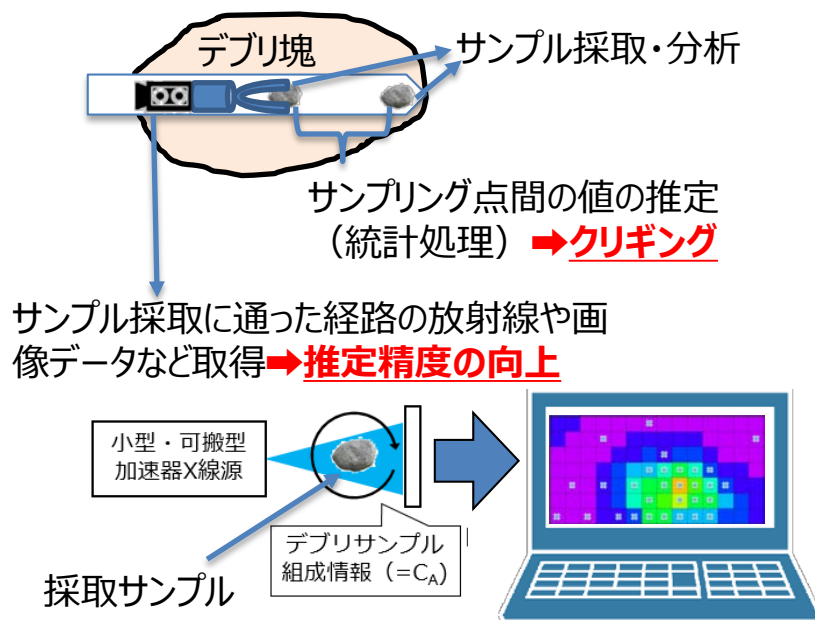 デブリ塊
サンプル採取・分析
サンプリング点間の値の推定
（統計処理）➡クリギング
サンプル採取に通った経路の放射線や画
像データなど取得➡推定精度の向上
小型・可搬型
加速器X線源
デブリサンプル
組成情報（=CA)
採取サンプル